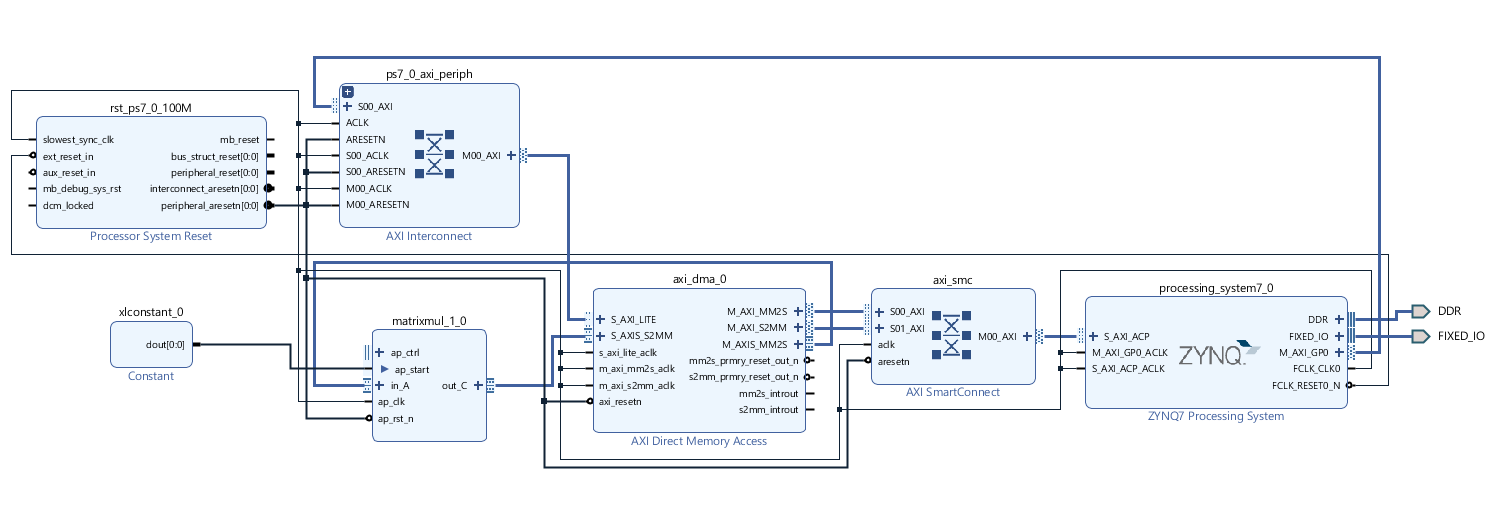 rst_ps7_0_100M
slowest_sync_clk
ext_reset_in
aux_reset_in
mb_debug_sys_rst
dcm_locked
mb_reset
bus_struct_reset[0:0]
peripheral_reset[0:0]
interconnect_aresetn[0:0]
peripheral_aresetn[0:0]
Processor System Reset
ps7_0_axi_periph
S00_AXI
ACLK
ARESETN
S00_ACLK
S00_ARESETN
M00_ACLK
M00_ARESETN
M00_AXI
AXI Interconnect
xlconstant_0
dout[0:0]
Constant
matrixmul_1_0
ap_ctrl
ap_start
in_A
ap_clk
ap_rst_n
out_C
axi_dma_0
S_AXI_LITE
S_AXIS_S2MM
s_axi_lite_aclk
m_axi_mm2s_aclk
m_axi_s2mm_aclk
axi_resetn
M_AXI_MM2S
M_AXI_S2MM
M_AXIS_MM2S
mm2s_prmry_reset_out_n
s2mm_prmry_reset_out_n
mm2s_introut
s2mm_introut
AXI Direct Memory Access
axi_smc
S00_AXI
S01_AXI
aclk
aresetn
M00_AXI
AXI SmartConnect
processing_system7_0
S_AXI_ACP
M_AXI_GP0_ACLK
S_AXI_ACP_ACLK
ZYNQ
DDR
FIXED_IO
M_AXI_GP0
FCLK_CLK0
FCLK_RESET0_N
ZYNQ7 Processing System
DDR
FIXED_IO